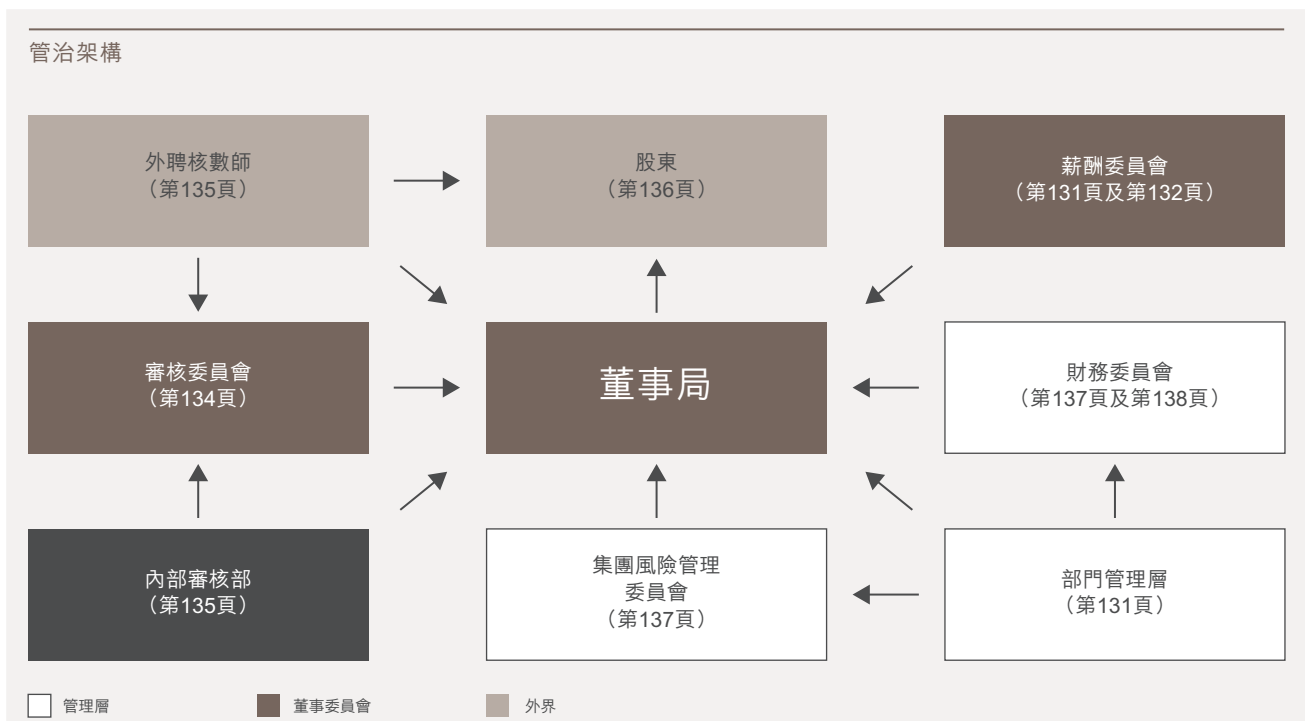 管治架構
外聘核數師
（第135頁）
股東
（第136頁）
薪酬委員會
（第131頁及第132頁）
審核委員會
（第134頁）
董事局
財務委員會
（第137頁及第138頁）
內部審核部
（第135頁）
集團風險管理
委員會
（第137頁）
部門管理層
（第131頁）
管理層
董事委員會
外界